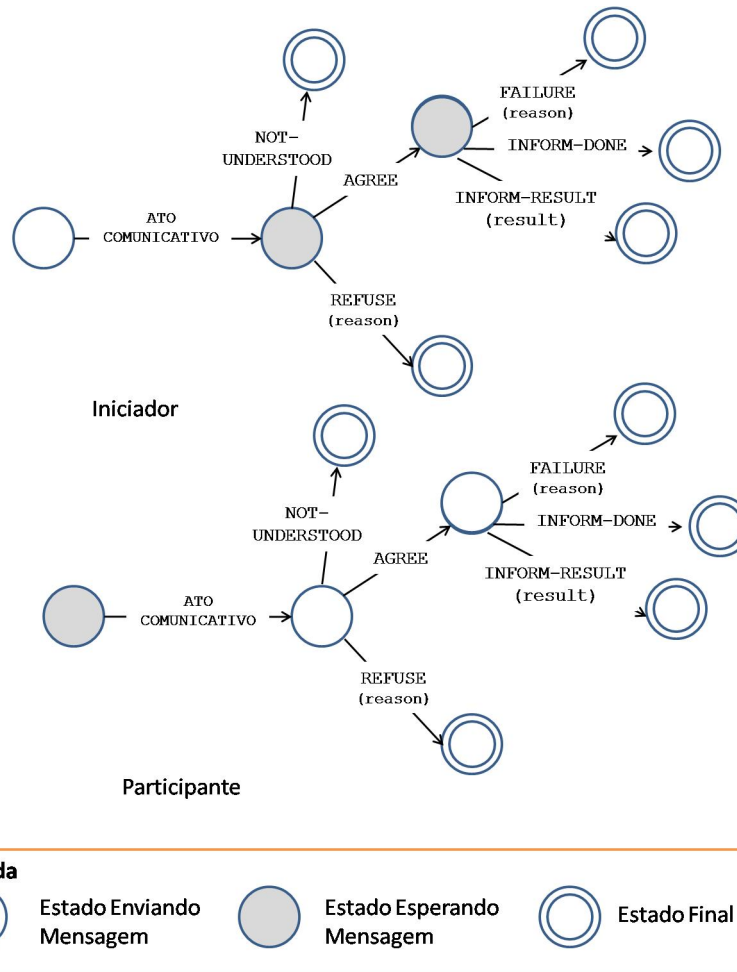 FAILURE
(reason)
NOT-
UNDERSTOOD
INFORM-DONE
AGREE
INFORM-RESULT
(result)
ATO
COMUNICATIVO
REFUSE
(reason)
Iniciador
FAILURE
(reason)
NOT-
UNDERSTOOD
INFORM-DONE
AGREE
INFORM-RESULT
(result)
ATO
COMUNICATIVO
REFUSE
(reason)
Participante
da
Estado Enviando
Mensagem
Estado Esperando
Mensagem
Estado Final